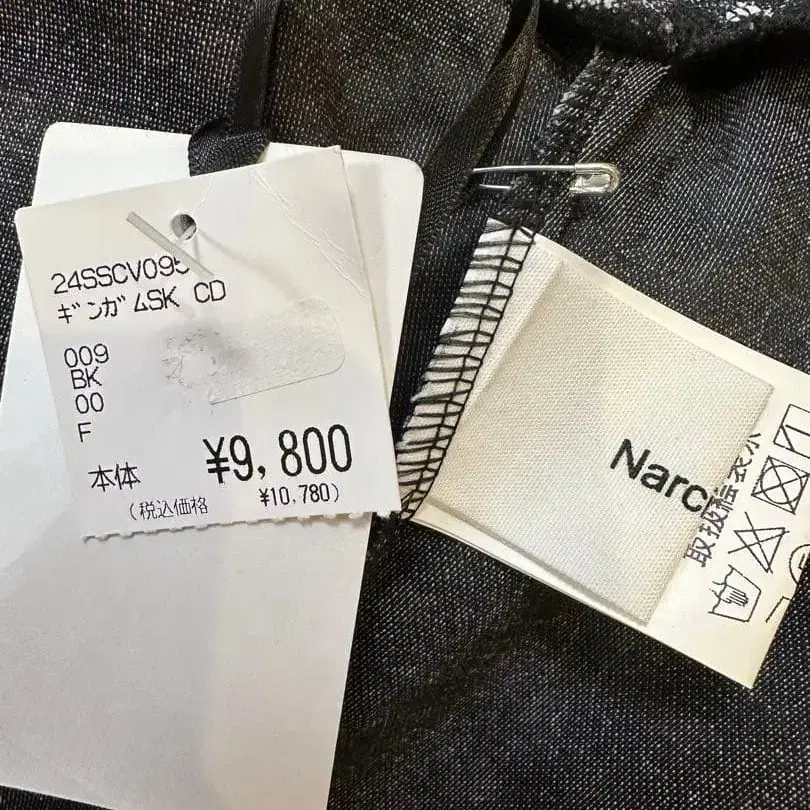 24SSCV095
ギンガムSK CD
009
BK
00
F
本体 ¥9,800
(税込価格 ¥10,780)
Narc
取扱絵表示